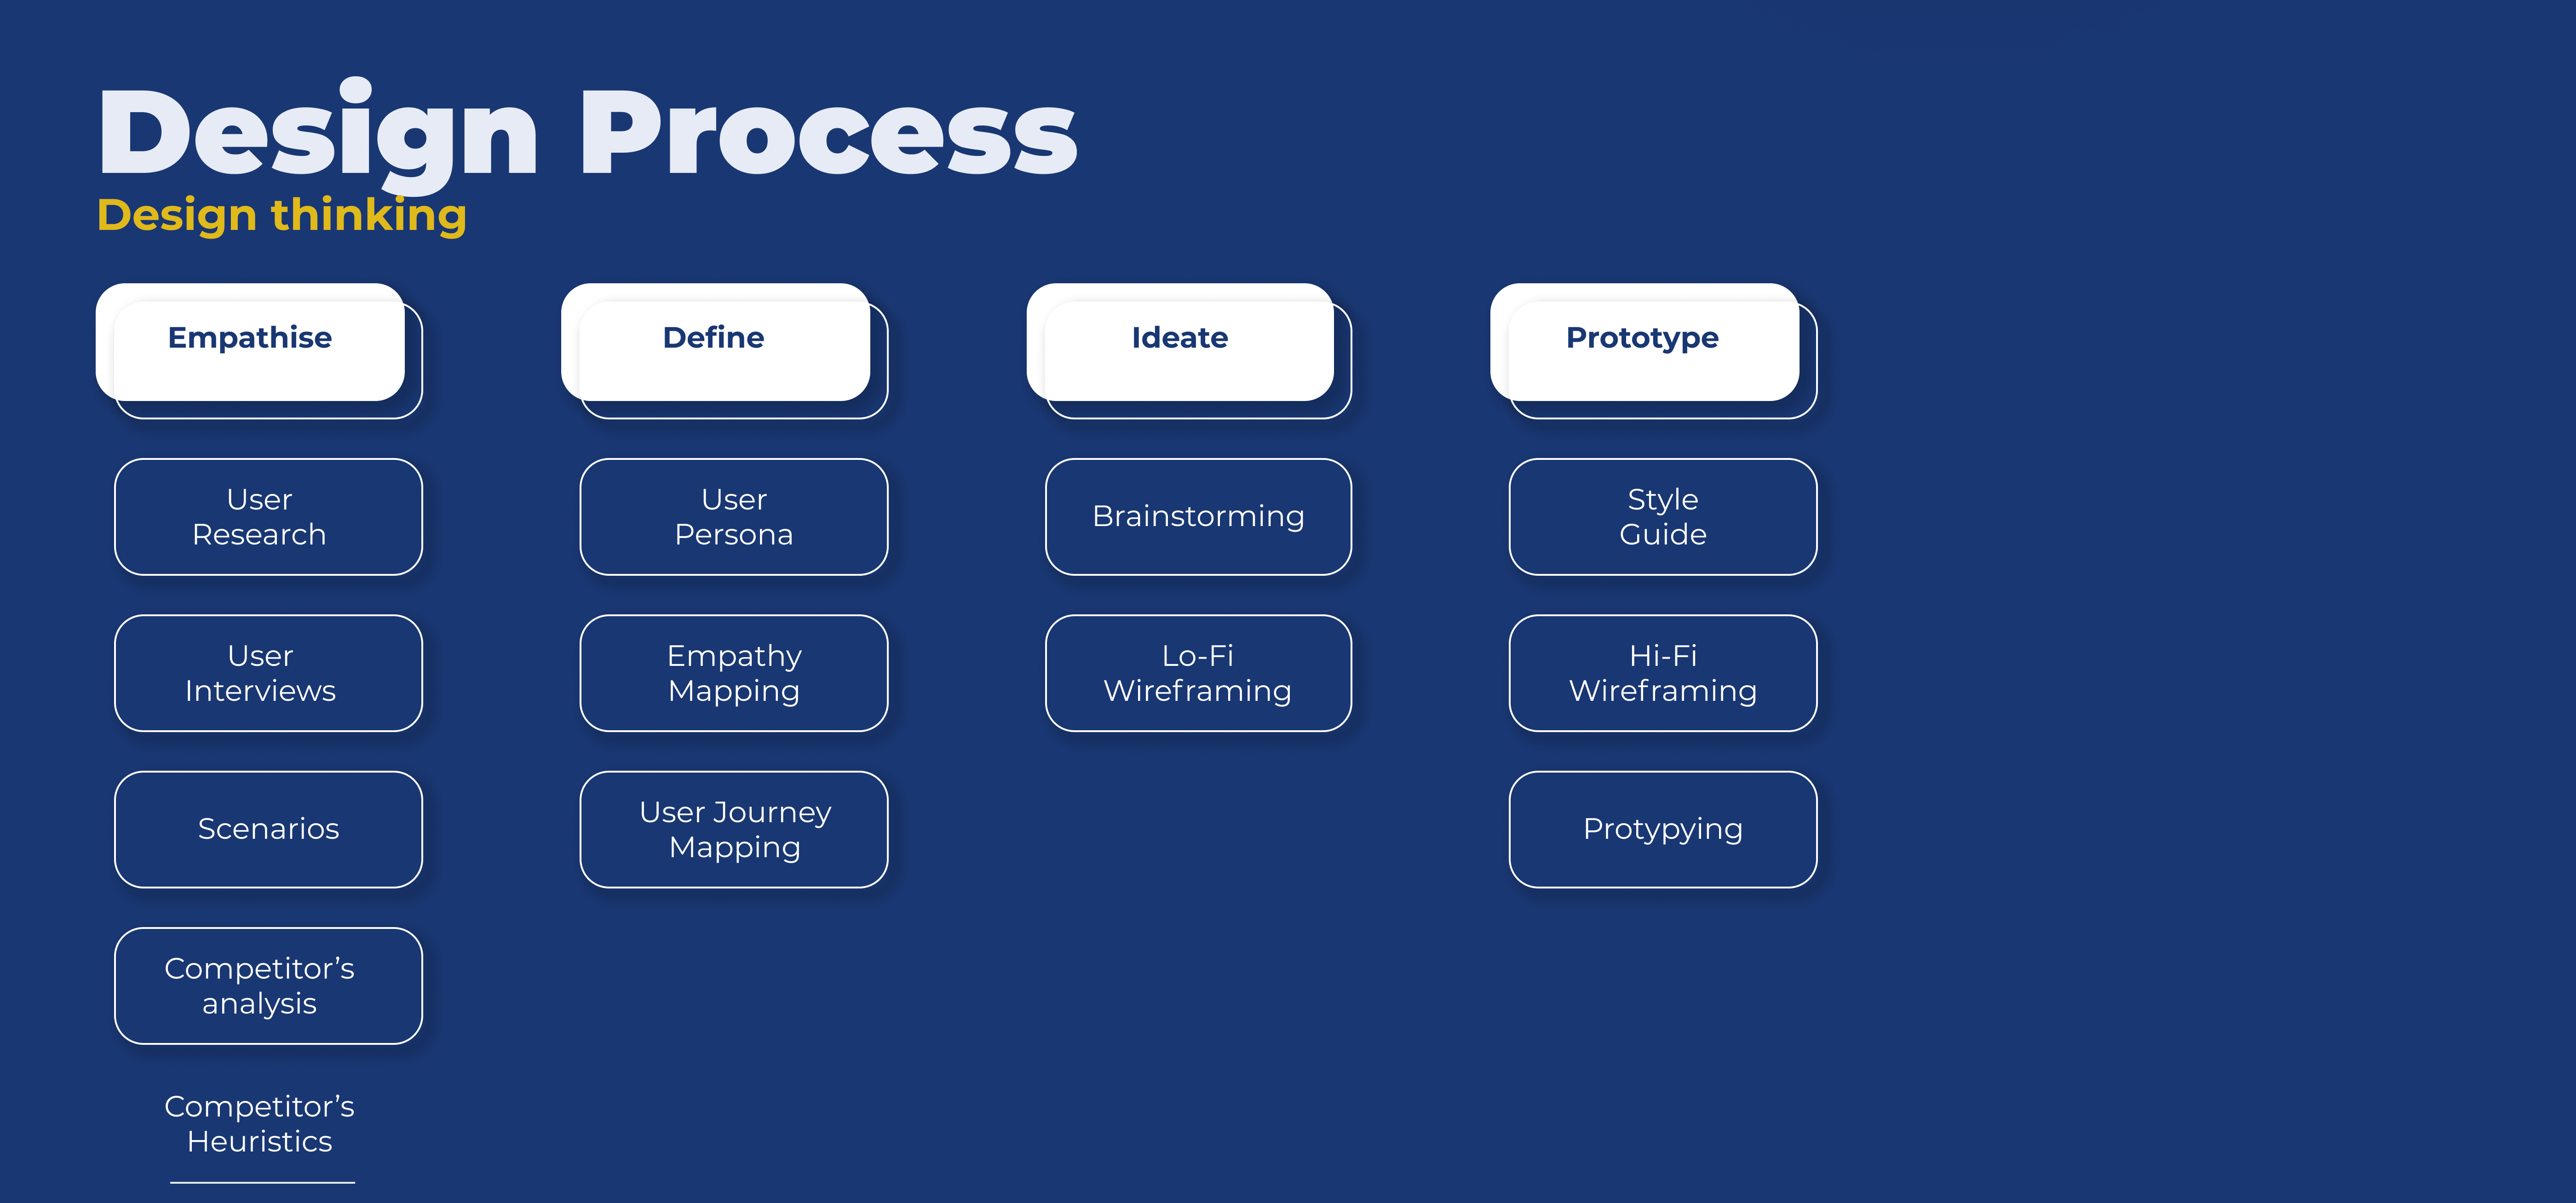 Design Process
Design thinking
Empathise
User
Research
User
Interviews
Scenarios
Competitor’s
analysis
Competitor’s
Heuristics
Define
User
Persona
Empathy
Mapping
User Journey
Mapping
Ideate
Brainstorming
Lo-Fi
Wireframing
Prototype
Style
Guide
Hi-Fi
Wireframing
Protypying